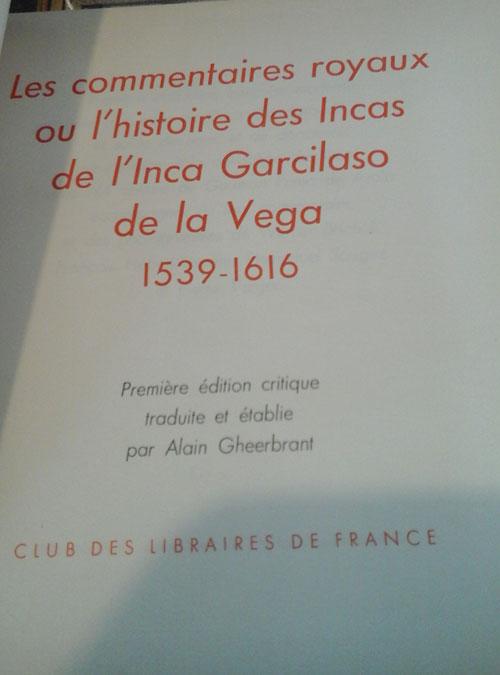 Les commentaires royaux
ou l'histoire des Incas
de l'Inca Garcilaso
de la Vega
1539-1616
Première édition critique
traduite et établie
par Alain Gheerbrant
CLUB DES LIBRAIRES DE FRANCE